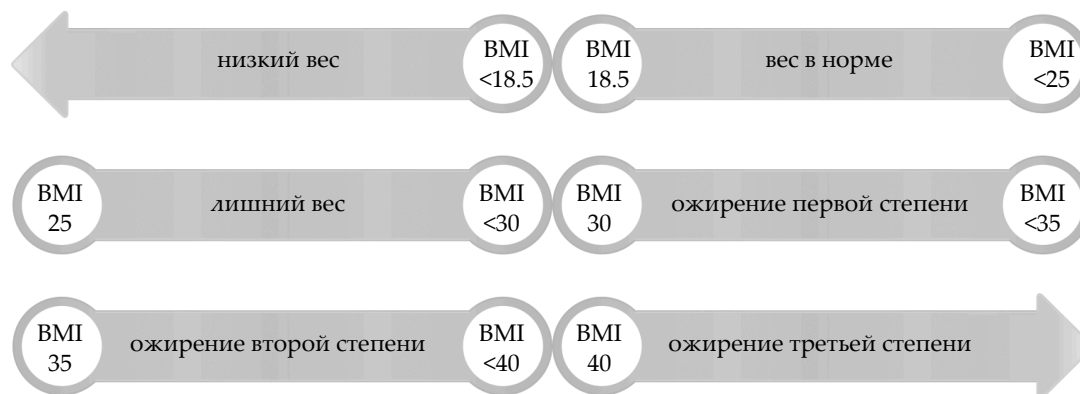 низкий вес
BMI
<18.5
BMI
18.5
вес в норме
BMI
<25
BMI
25
лишний вес
BMI
<30
BMI
30
ожирение первой степени
BMI
<35
BMI
35
ожирение второй степени
BMI
<40
BMI
40
ожирение третьей степени